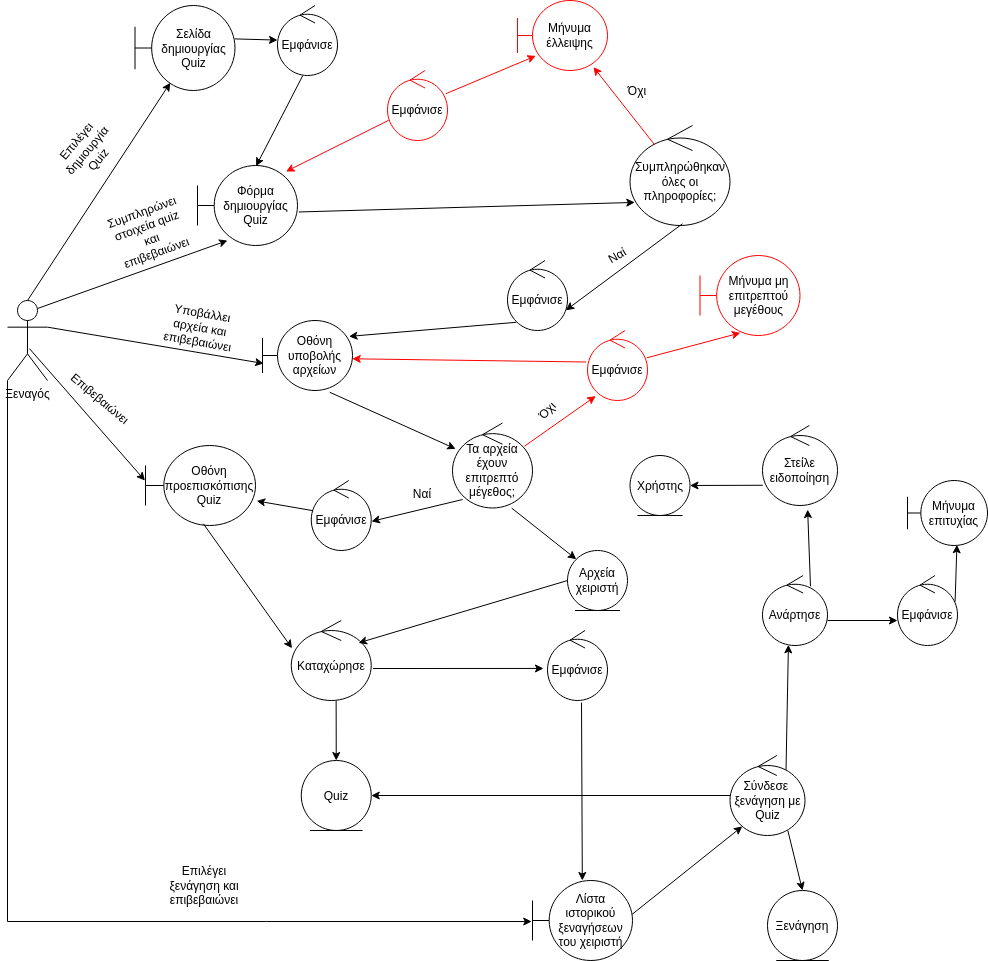 Σελίδα
δημιουργίας
Quiz
Εμφάνισε
Μήνυμα
έλλειψης
Εμφάνισε
Όχι
Επιλέγει
δημιουργία
Quiz
Συμπληρώθηκαν
όλες οι
πληροφορίες;
Φόρμα
δημιουργίας
Quiz
Συμπληρώνει
στοιχεία quiz
και
επιβεβαιώνει
Ναί
Εμφάνισε
Μήνυμα μη
επιτρεπτού
μεγέθους
Υποβάλλει
αρχεία και
επιβεβαιώνει
Οθόνη
υποβολής
αρχείων
Εμφάνισε
Ξεναγός
Επιβεβαιώνει
Όχι
Τα αρχεία
έχουν
επιτρεπτό
μέγεθος;
Οθόνη
προεπισκόπισης
Quiz
Ναί
Εμφάνισε
Χρήστης
Στείλε
ειδοποίηση
Μήνυμα
επιτυχίας
Αρχεία
χειριστή
Ανάρτησε
Εμφάνισε
Καταχώρησε
Εμφάνισε
Quiz
Σύνδεσε
ξενάγηση με
Quiz
Επιλέγει
ξενάγηση και
επιβεβαιώνει
Λίστα
ιστορικού
ξεναγήσεων
του χειριστή
Ξενάγηση